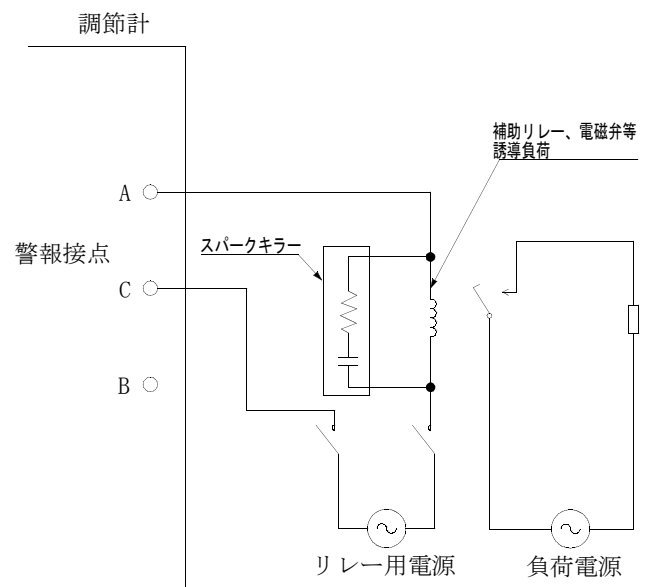 調節計
補助リレー、電磁弁等
誘導負荷
A
スパークキラー
警報接点
C
B
リレー用電源
負荷電源